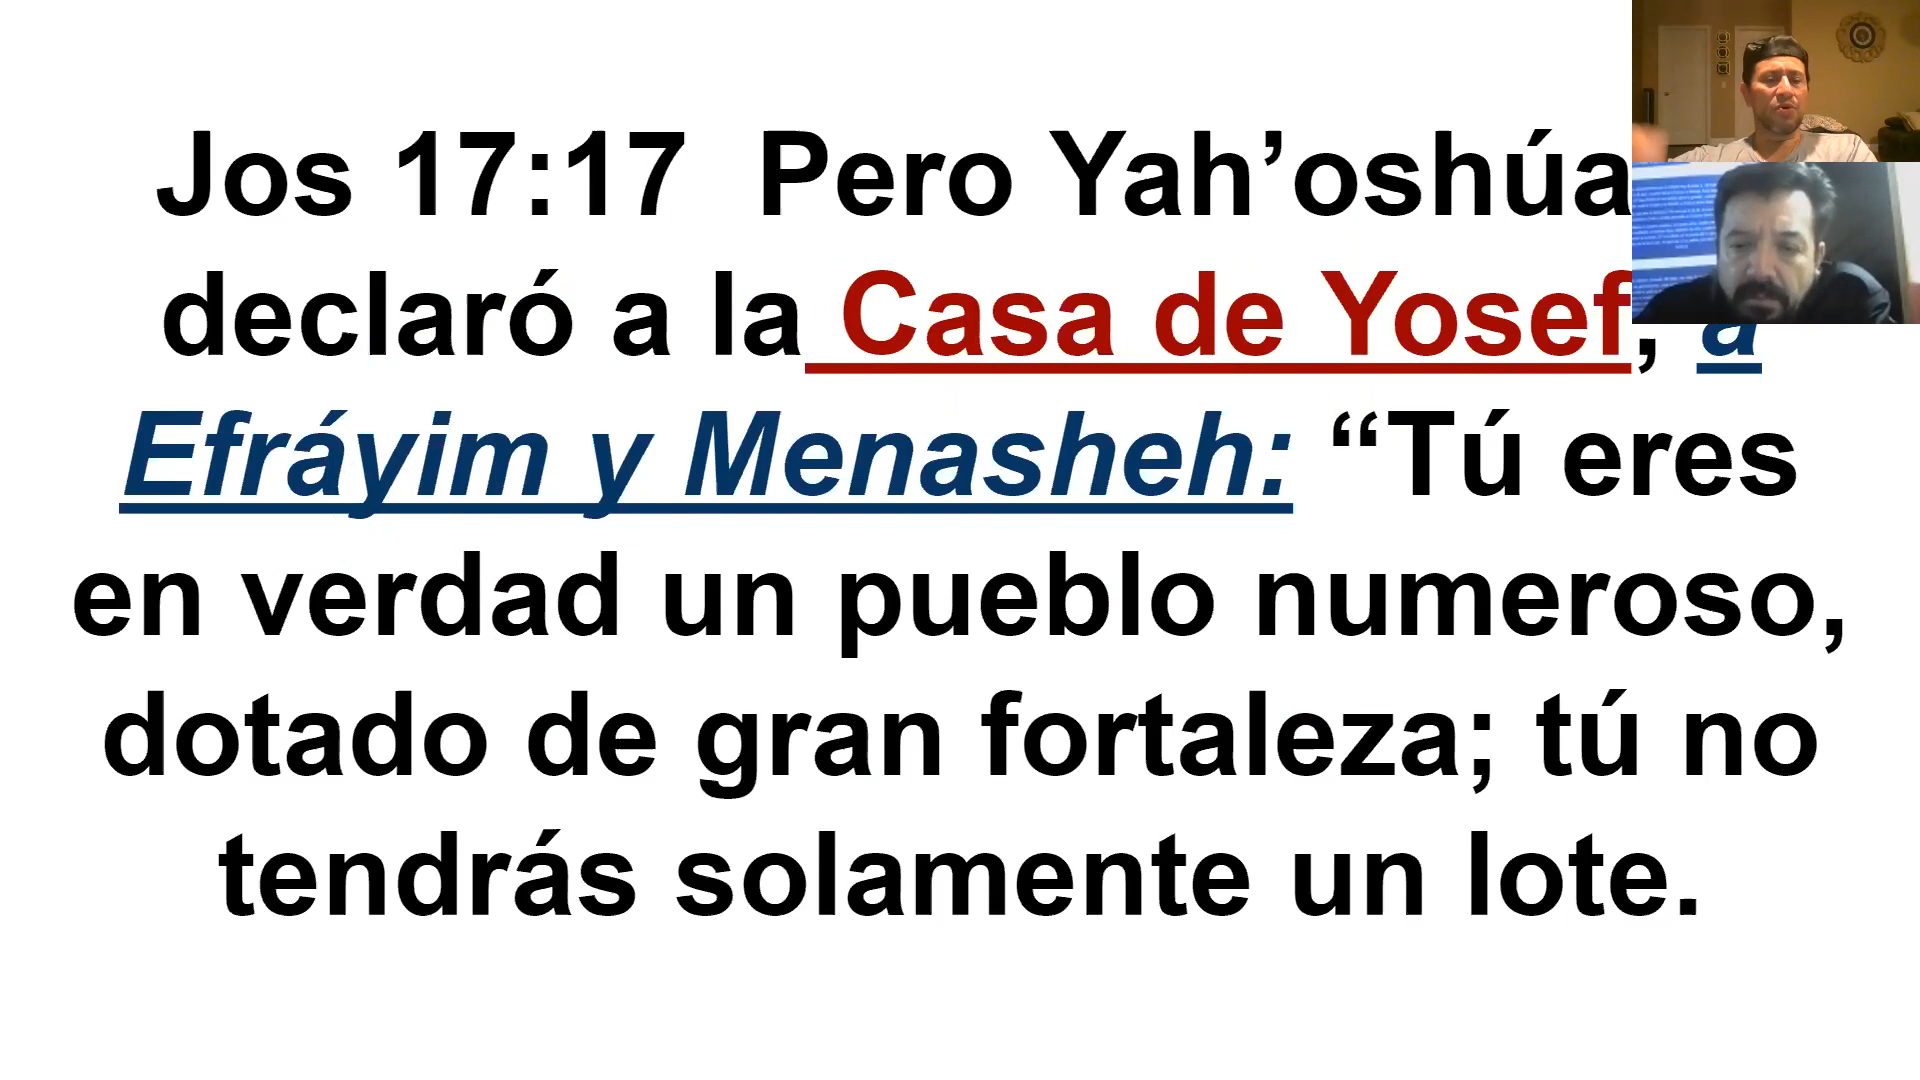 Jos 17:17  Pero Yah’oshúa
declaró a la Casa de Yosef, a
Efráyim y Menasheh: “Tú eres
en verdad un pueblo numeroso,
dotado de gran fortaleza; tú no
tendrás solamente un lote.